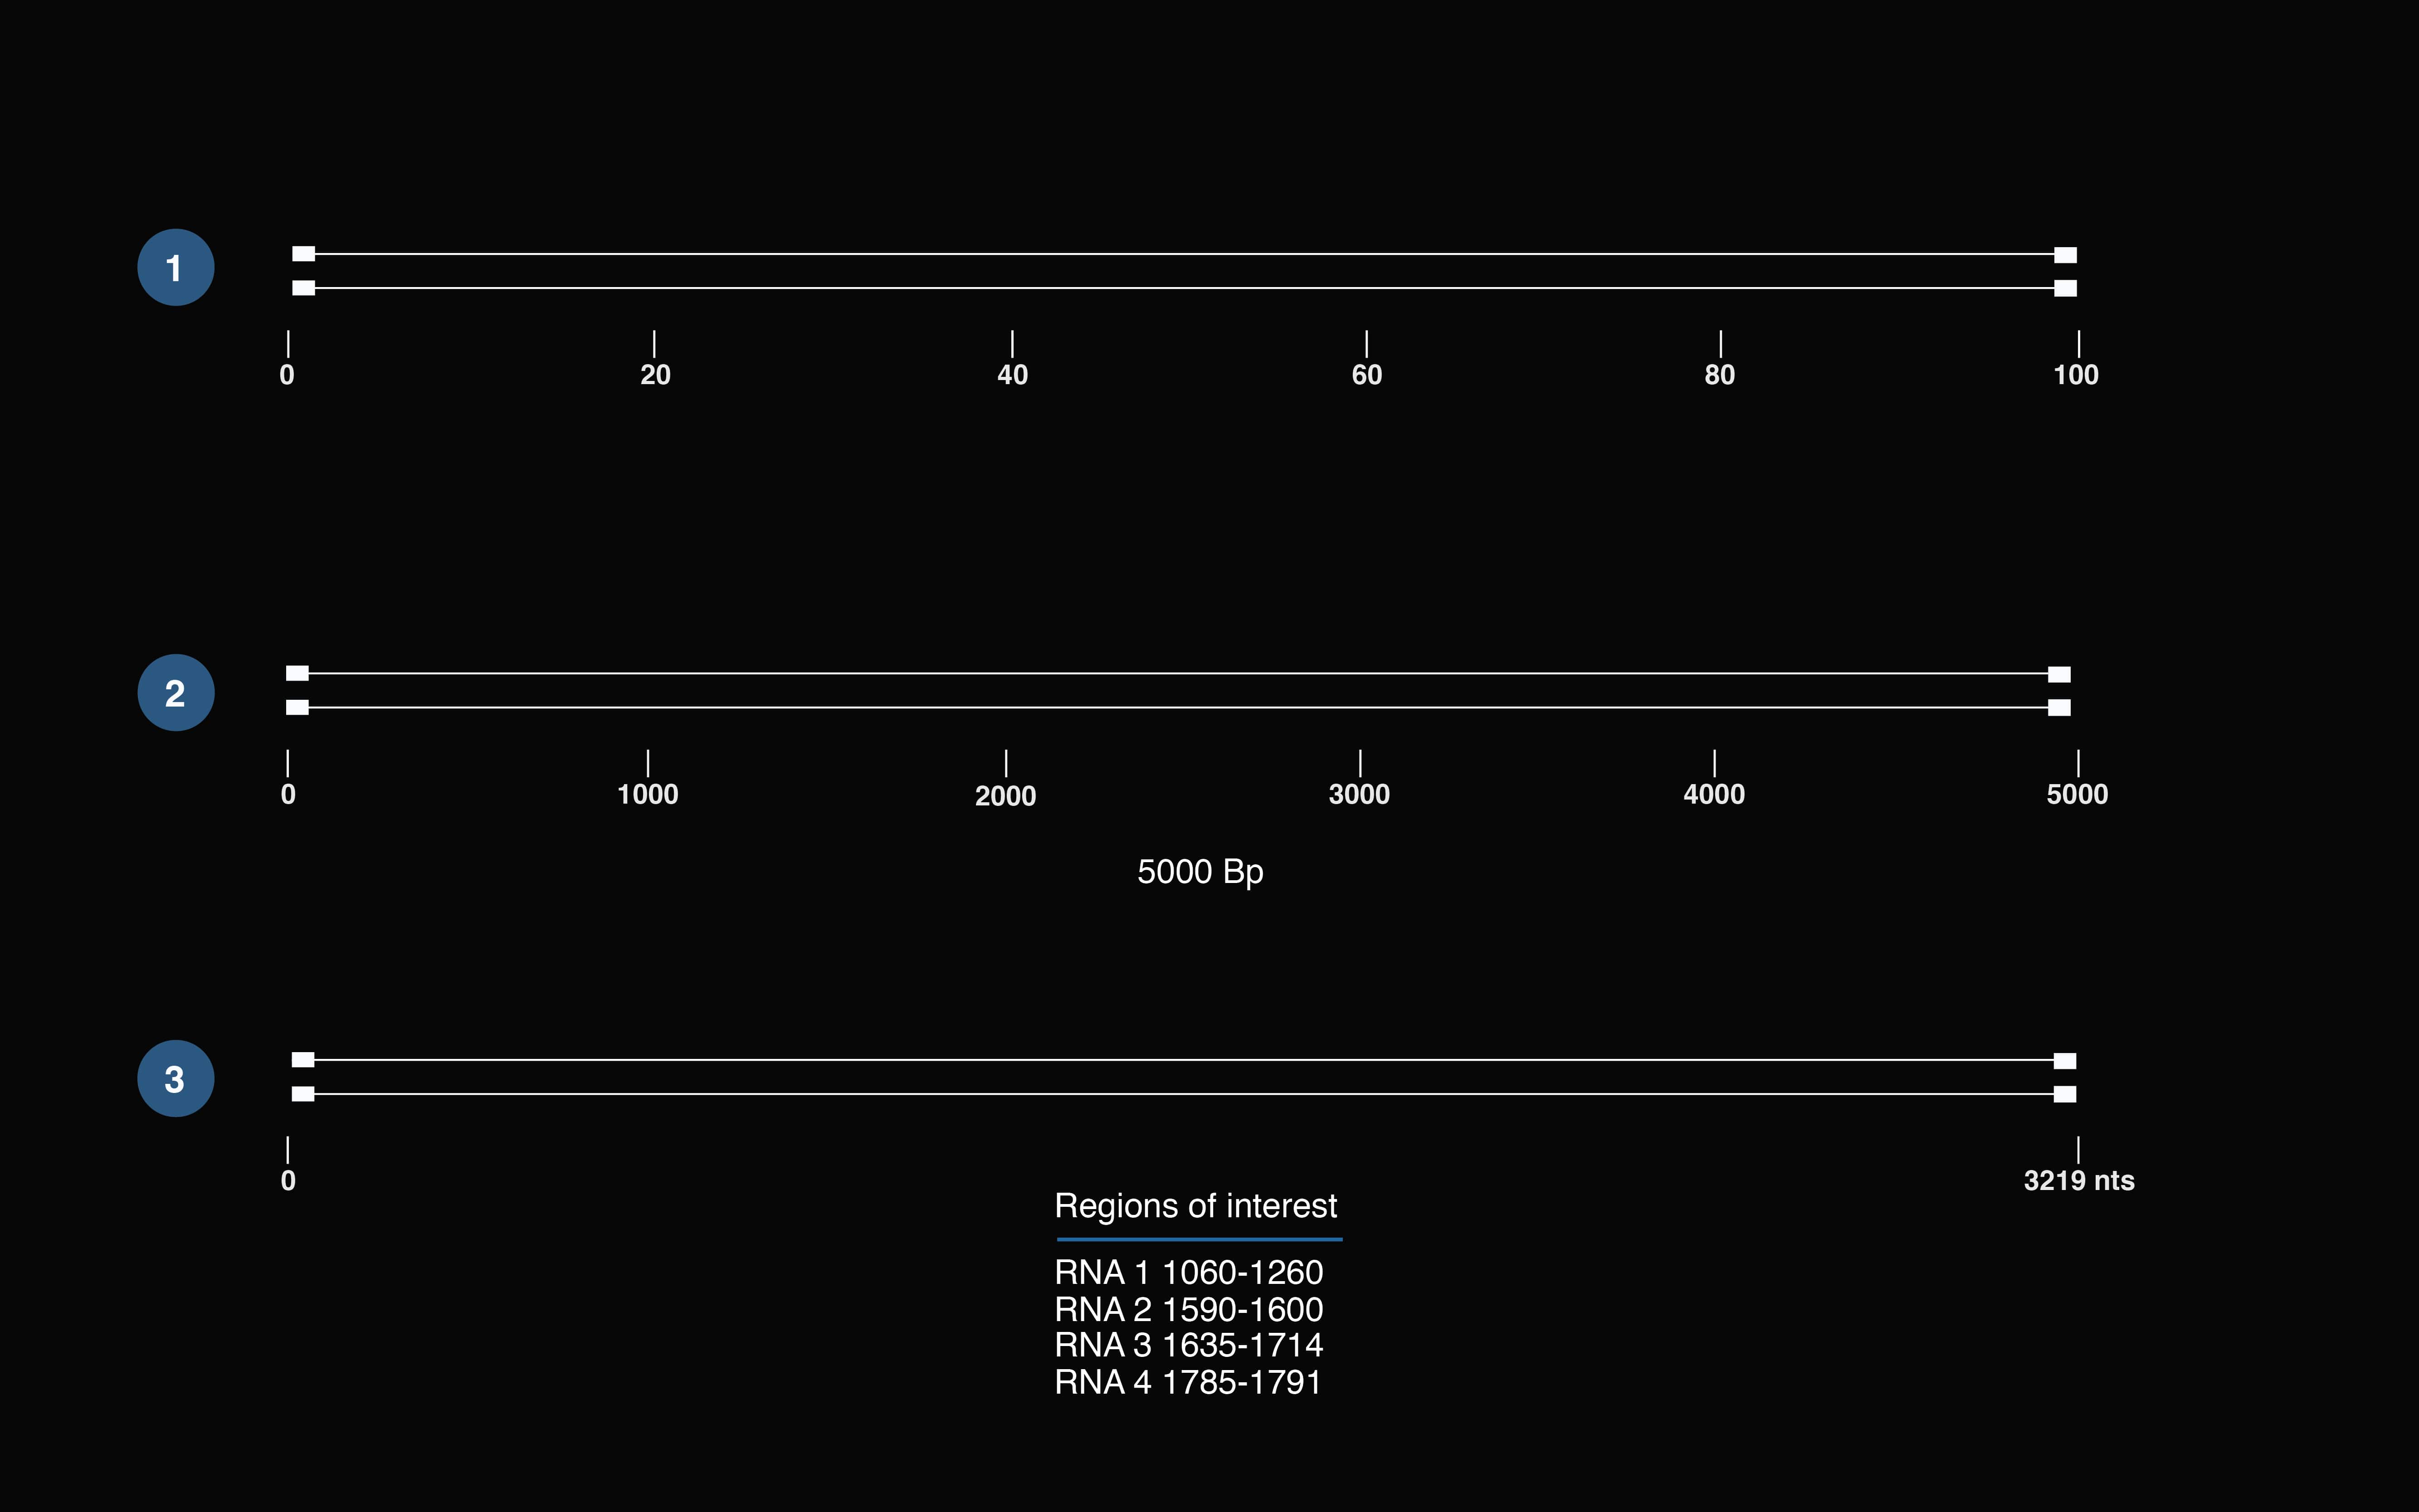 1
0 20 40 60 80 100
2
0 1000 2000 3000 4000 5000
5000 Bp
3
0 3219 nts
Regions of interest
RNA 1 1060-1260
RNA 2 1590-1600
RNA 3 1635-1714
RNA 4 1785-1791